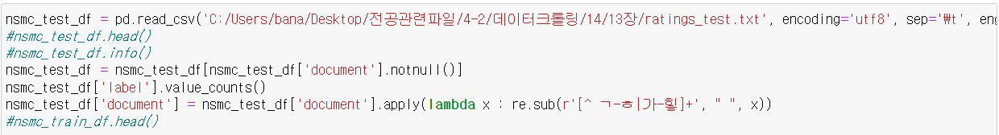 nsmc_test_df = pd.read_csv('C:/Users/bana/Desktop/전공관련파일/4-2/데이터크롤링/14/13장/ratings_test.txt', encoding='utf8', sep='₩t', eng
#nsmc_test_df.head()
#nsmc_test_df.info()
nsmc_test_df = nsmc_test_df[nsmc_test_df['document'].notnull()]
nsmc_test_df['label'].value_counts()
nsmc_test_df['document'] = nsmc_test_df['document'].apply(lambda x : re.sub(r'[^ ㄱ-ㅎ|가-힣]+', " ", x))
#nsmc_train_df.head()